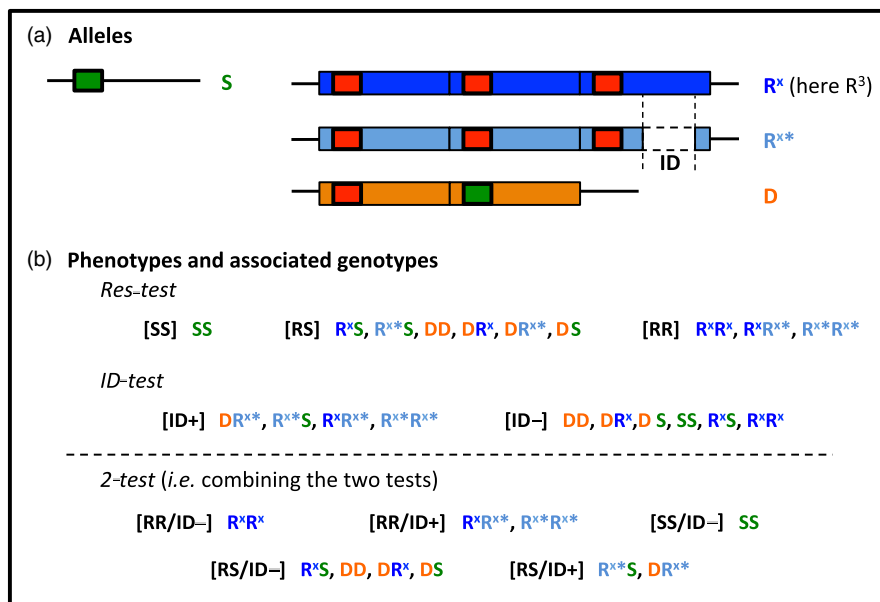 (a) Alleles
S
Rˣ (here R³)
Rˣ*
ID
D
(b) Phenotypes and associated genotypes
Res–test
[SS] SS [RS] RˣS, Rˣ*S, DD, DRˣ, DRˣ*, DS [RR] RˣRˣ, RˣRˣ*, Rˣ*Rˣ*
ID–test
[ID+] DRˣ*, Rˣ*S, RˣRˣ*, Rˣ*Rˣ* [ID–] DD, DRˣ,D S, SS, RˣS, RˣRˣ
2–test (i.e. combining the two tests)
[RR/ID–] RˣRˣ [RR/ID+] RˣRˣ*, Rˣ*Rˣ* [SS/ID–] SS
[RS/ID–] RˣS, DD, DRˣ, DS [RS/ID+] Rˣ*S, DRˣ*